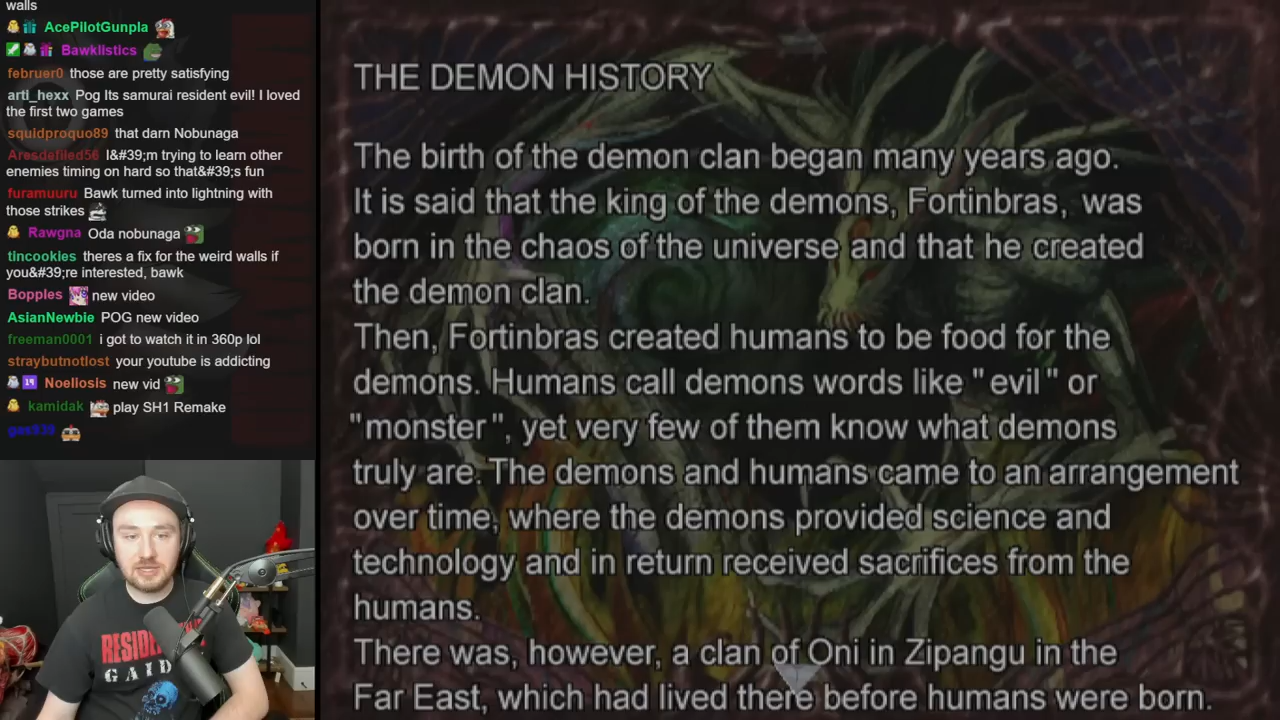 walls
AcePilotGunpla
Bawklistics
februer0 those are pretty satisfying
arti_hexx Pog Its samurai resident evil! I loved
the first two games
squidproquo89 that darn Nobunaga
Aresdefiled56 I&#39;m trying to learn other
enemies timing on hard so that&#39;s fun
furamuuru Bawk turned into lightning with
those strikes
Rawgna Oda nobunaga
tincookies theres a fix for the weird walls if
you&#39;re interested, bawk
Bopples new video
AsianNewbie POG new video
freeman0001 i got to watch it in 360p lol
straybutnotlost your youtube is addicting
19 Noellosis new vid
kamidak play SH1 Remake
THE DEMON HISTORY
The birth of the demon clan began many years ago.
It is said that the king of the demons, Fortinbras, was
born in the chaos of the universe and that he created
the demon clan.
Then, Fortinbras created humans to be food for the
demons. Humans call demons words like "evil" or
"monster", yet very few of them know what demons
truly are. The demons and humans came to an arrangement
over time, where the demons provided science and
technology and in return received sacrifices from the
humans.
There was, however, a clan of Oni in Zipangu in the
Far East, which had lived there before humans were born.